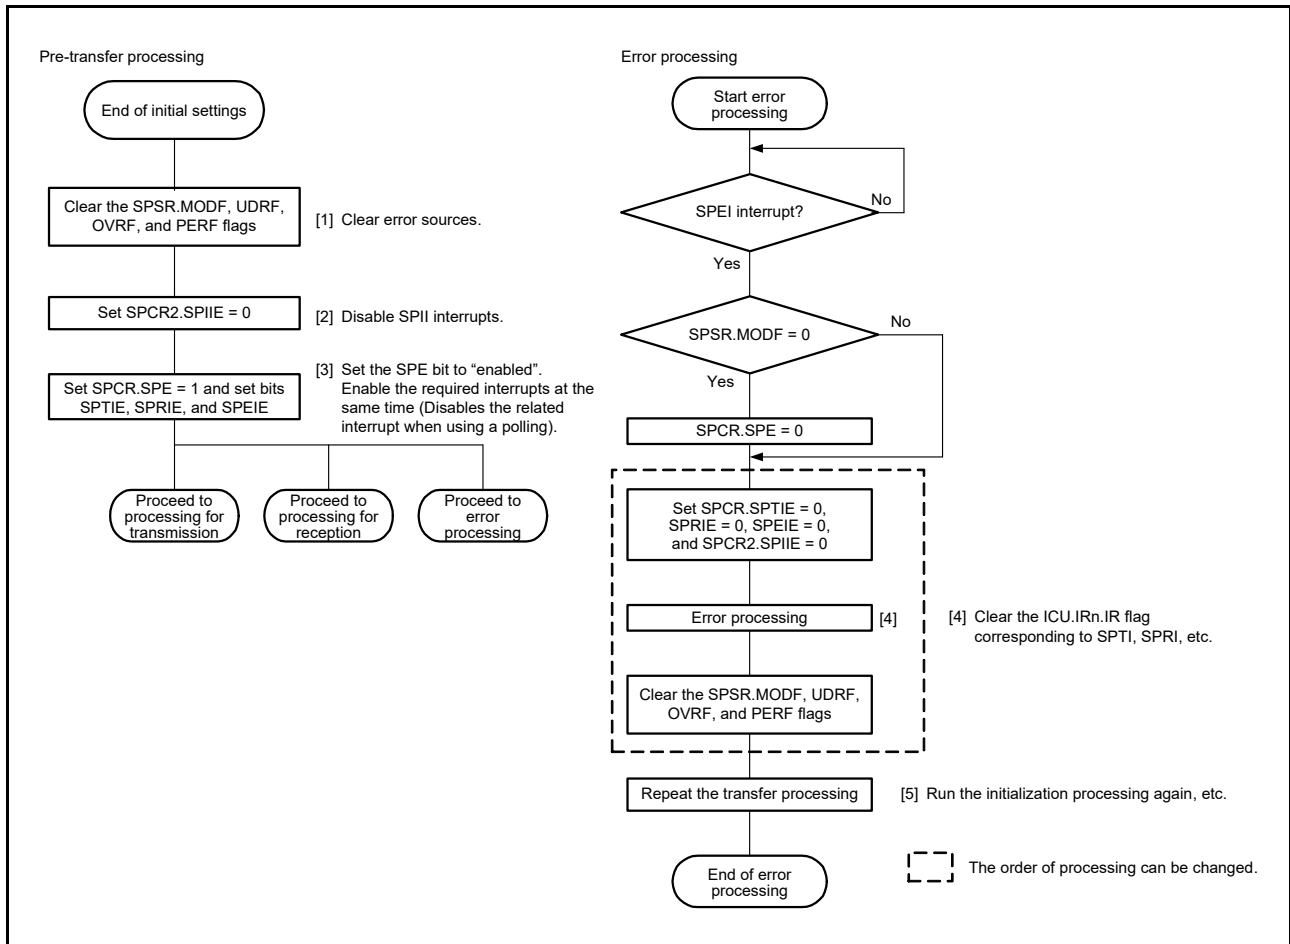 Pre-transfer processing
End of initial settings
Clear the SPSR.MODF, UDRF,
OVRF, and PERF flags
[1] Clear error sources.
Set SPCR2.SPIIE = 0
[2] Disable SPII interrupts.
Set SPCR.SPE = 1 and set bits
SPTIE, SPRIE, and SPEIE
[3] Set the SPE bit to “enabled”.
Enable the required interrupts at the
same time (Disables the related
interrupt when using a polling).
Proceed to
processing for
transmission
Proceed to
processing for
reception
Proceed to
error
processing
Error processing
Start error
processing
SPEI interrupt?
No
Yes
SPSR.MODF = 0
No
Yes
SPCR.SPE = 0
Set SPCR.SPTIE = 0,
SPRIE = 0, SPEIE = 0,
and SPCR2.SPIIE = 0
Error processing
[4]
[4] Clear the ICU.IRn.IR flag
corresponding to SPTI, SPRI, etc.
Clear the SPSR.MODF, UDRF,
OVRF, and PERF flags
Repeat the transfer processing
[5] Run the initialization processing again, etc.
End of error
processing
The order of processing can be changed.